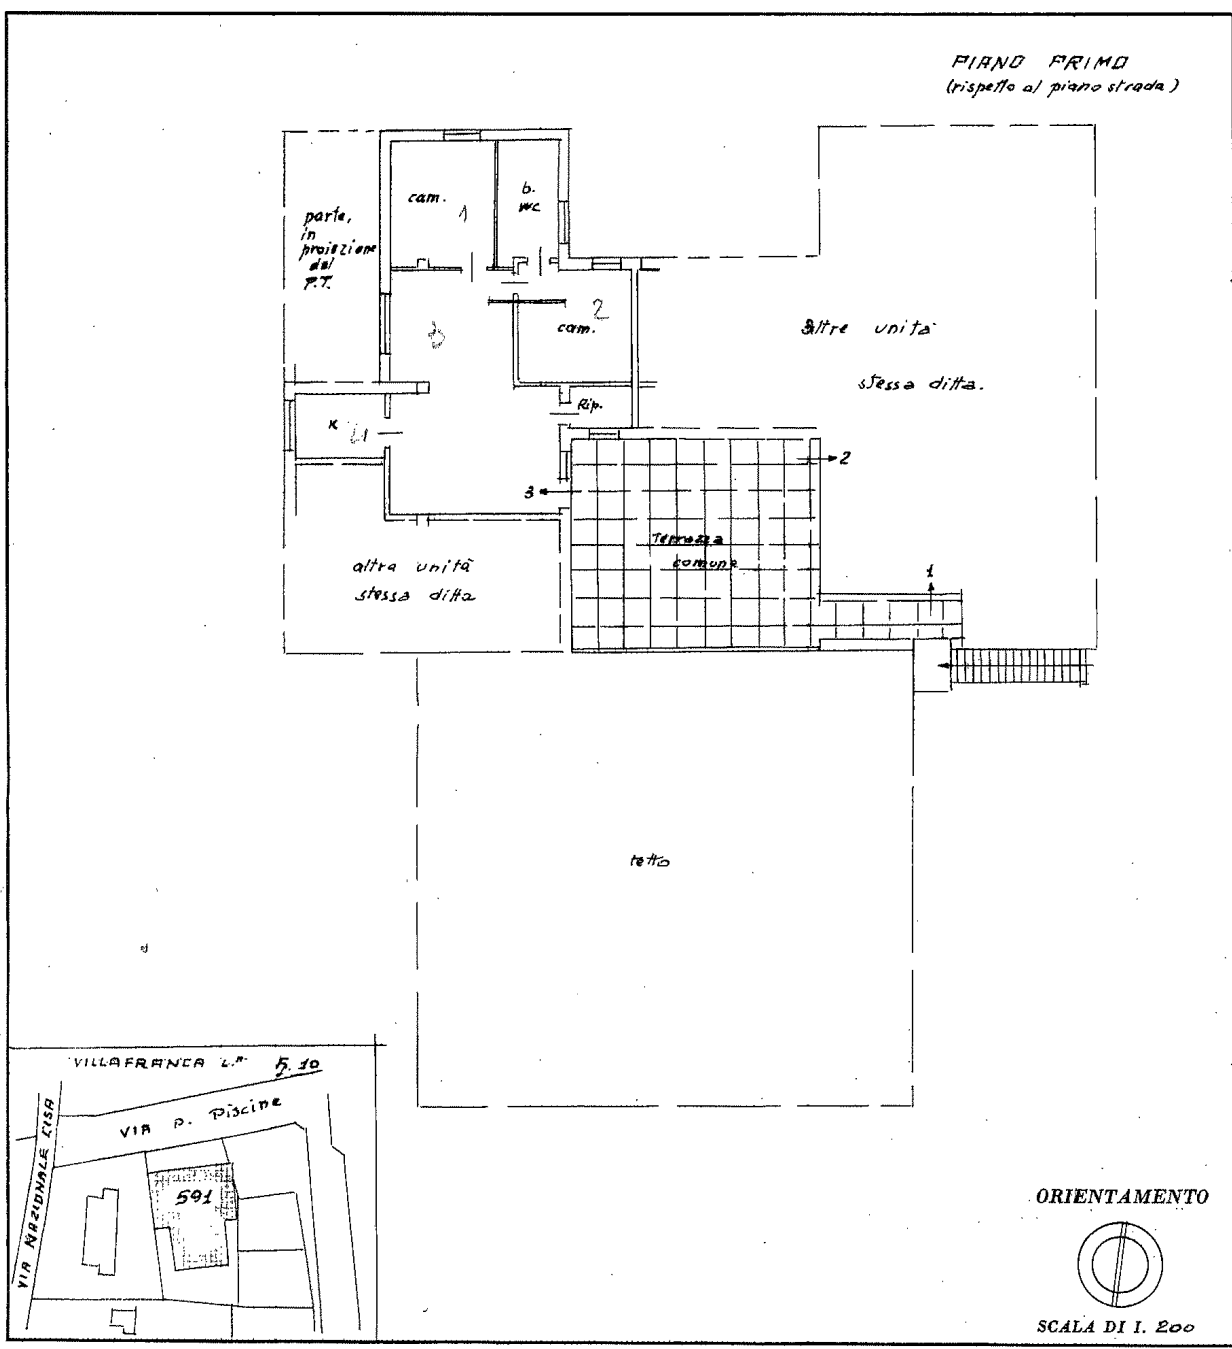 PIANO PRIMO
(rispetto al piano strada)
parte,
in
proiezione
del
P.T.
cam.
1
b.
wc
2
cam.
altre unità
stessa ditta.
Rip.
K
2
3
Terrazza
comune
altra unità
stessa ditta
1
tetto
VILLAFRANCA L.A. F. 10
VIA P. Piscine
VIA NAZIONALE CISA
591
ORIENTAMENTO
SCALA DI 1. 200